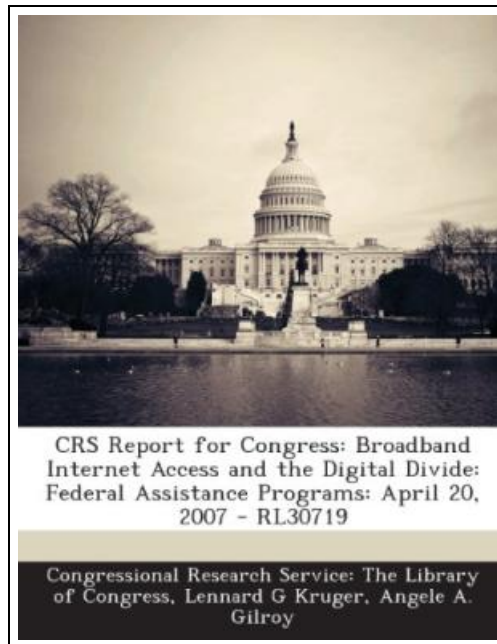 CRS Report for Congress: Broadband
Internet Access and the Digital Divide:
Federal Assistance Programs: April 20,
2007 - RL30719
Congressional Research Service: The Library
of Congress, Lennard G Kruger, Angele A.
Gilroy